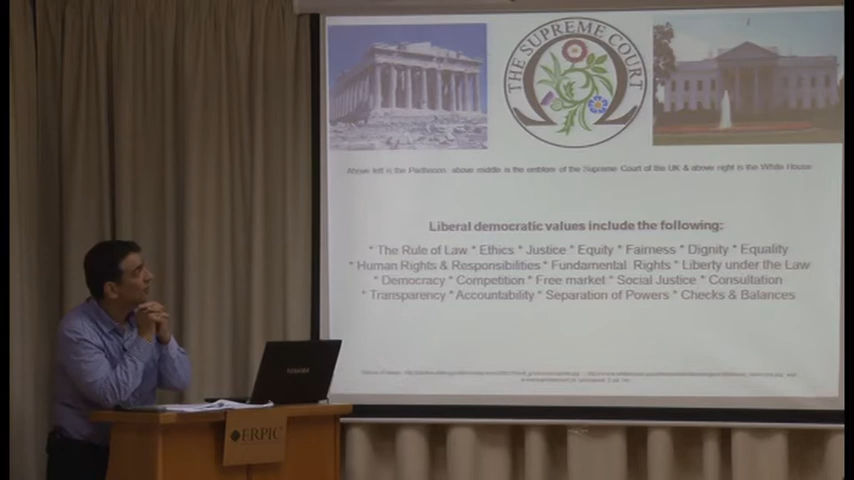 THE SUPREME COURT
Above left is the Parthenon, above middle is the emblem of the Supreme Court of the UK & above right is the White House
Liberal democratic values include the following:
* The Rule of Law * Ethics * Justice * Equity * Fairness * Dignity * Equality
* Human Rights & Responsibilities * Fundamental Rights * Liberty under the Law
* Democracy * Competition * Free market * Social Justice * Consultation
* Transparency * Accountability * Separation of Powers * Checks & Balances
TOSHIBA
ERPIC